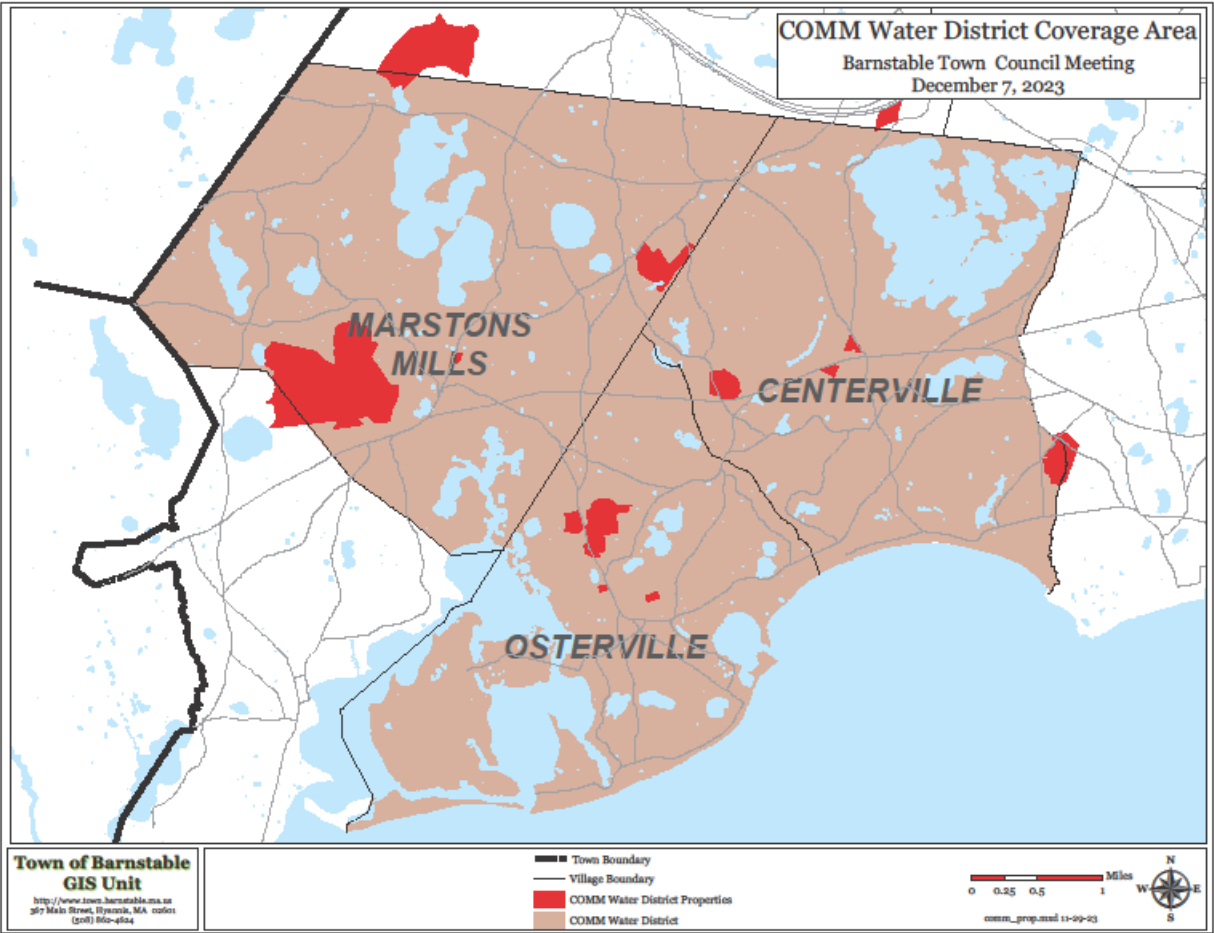 COMM Water District Coverage Area
Barnstable Town Council Meeting
December 7, 2023
MARSTONS
MILLS
CENTERVILLE
OSTERVILLE
Town of Barnstable
GIS Unit
http://www.town.barnstable.ma.us
367 Main Street, Hyannis, MA 02601
(508) 862-4624
Town Boundary
Village Boundary
COMM Water District Properties
COMM Water District
Miles
0 0.25 0.5 1
comm_prop.mxd 11-29-23
N
W E
S